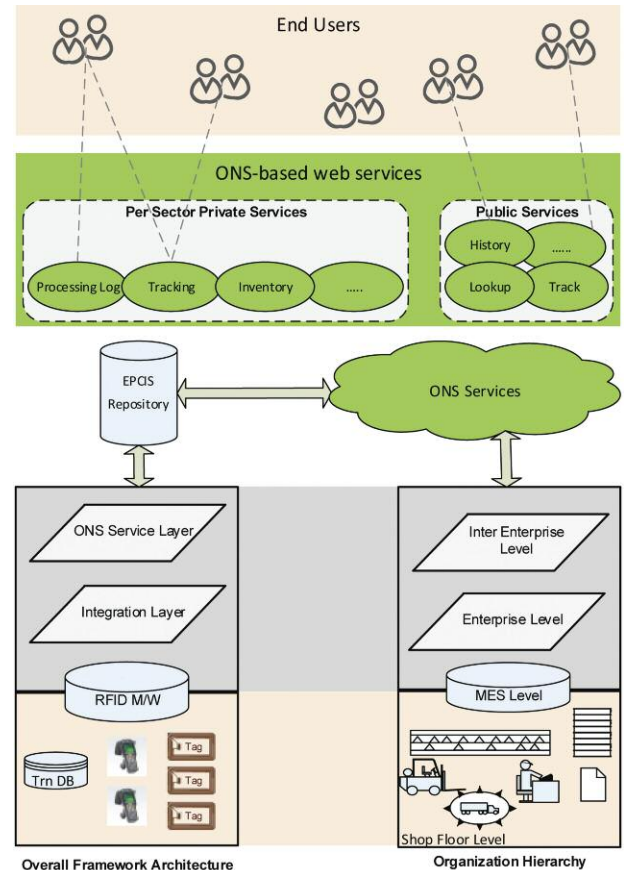 End Users
ONS-based web services
Per Sector Private Services
Public Services
History
......
Processing Log
Tracking
Inventory
.....
Lookup
Track
EPCIS
Repository
ONS Services
ONS Service Layer
Inter Enterprise
Level
Integration Layer
Enterprise Level
RFID M/W
MES Level
Trn DB
Tag
Tag
Tag
Shop Floor Level
Overall Framework Architecture
Organization Hierarchy